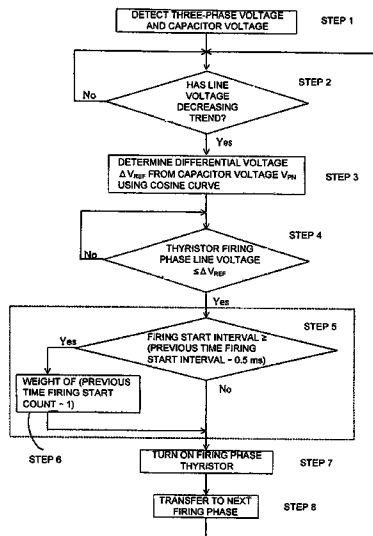 DETECT THREE-PHASE VOLTAGE
AND CAPACITOR VOLTAGE
STEP 1
STEP 2
HAS LINE
VOLTAGE
DECREASING
TREND?
No
Yes
DETERMINE DIFFERENTIAL VOLTAGE
ΔVREF FROM CAPACITOR VOLTAGE VPN
USING COSINE CURVE
STEP 3
STEP 4
THYRISTOR FIRING
PHASE LINE VOLTAGE
≤ΔVREF
No
Yes
STEP 5
FIRING START INTERVAL ≥
(PREVIOUS TIME FIRING
START INTERVAL - 0.5 ms)
Yes
No
WEIGHT OF (PREVIOUS
TIME FIRING START
COUNT - 1)
STEP 6
TURN ON FIRING PHASE
THYRISTOR
STEP 7
TRANSFER TO NEXT
FIRING PHASE
STEP 8